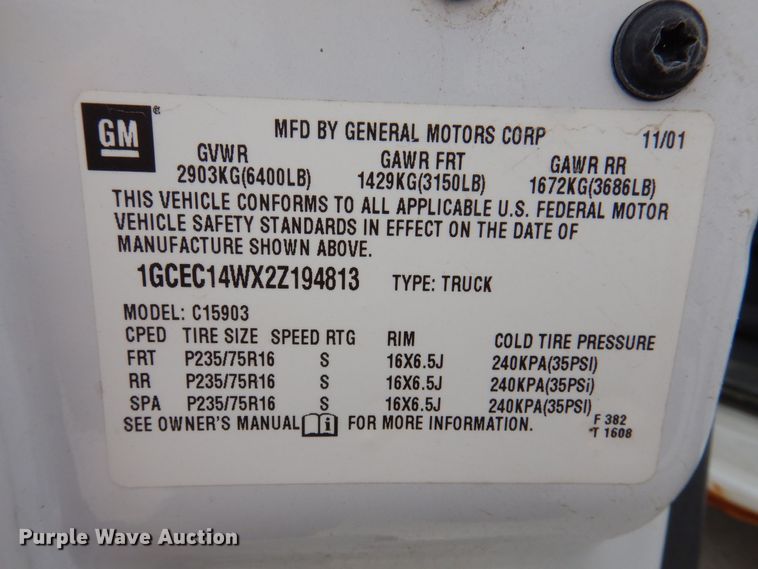 GM ®
MFD BY GENERAL MOTORS CORP 11/01
GVWR GAWR FRT GAWR RR
2903KG(6400LB) 1429KG(3150LB) 1672KG(3686LB)
THIS VEHICLE CONFORMS TO ALL APPLICABLE U.S. FEDERAL MOTOR
VEHICLE SAFETY STANDARDS IN EFFECT ON THE DATE OF
MANUFACTURE SHOWN ABOVE.
1GCEC14WX2Z194813 TYPE: TRUCK
MODEL: C15903
CPED TIRE SIZE SPEED RTG RIM COLD TIRE PRESSURE
FRT P235/75R16 S 16X6.5J 240KPA(35PSI)
RR P235/75R16 S 16X6.5J 240KPA(35PSi)
SPA P235/75R16 S 16X6.5J 240KPA(35PSI)
SEE OWNER'S MANUAL i FOR MORE INFORMATION.
F 382
*T 1608
Purple Wave Auction